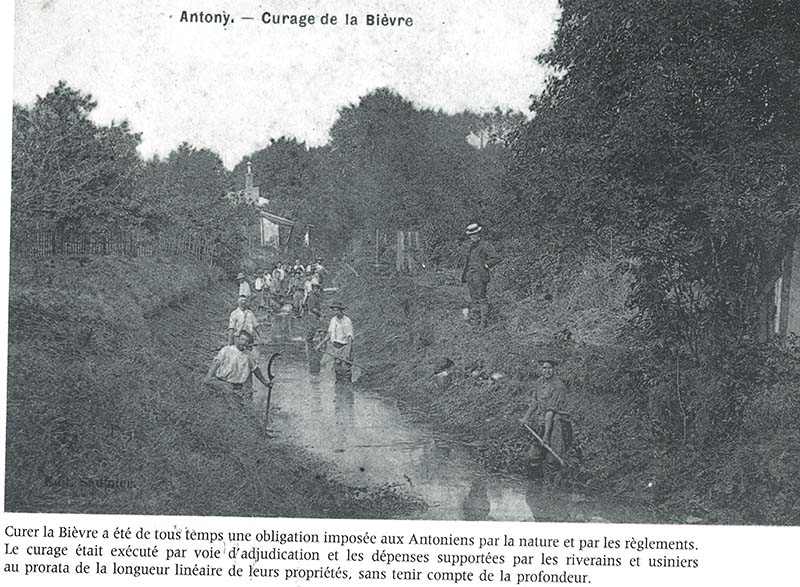 Antony. — Curage de la Bièvre
Edit. Saunier.
Curer la Bièvre a été de tous temps une obligation imposée aux Antoniens par la nature et par les règlements.
Le curage était exécuté par voie d'adjudication et les dépenses supportées par les riverains et usiniers
au prorata de la longueur linéaire de leurs propriétés, sans tenir compte de la profondeur.